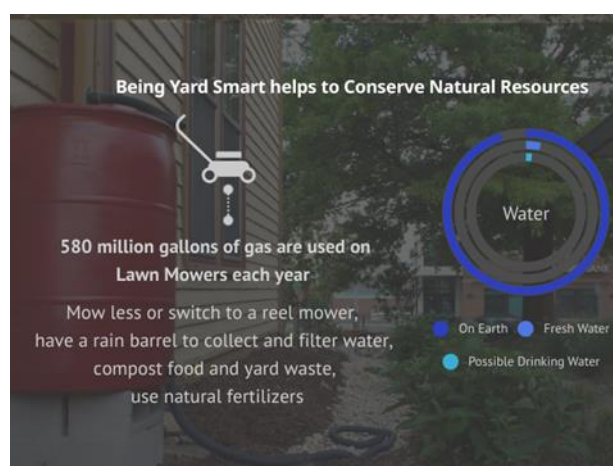 Being Yard Smart helps to Conserve Natural Resources
580 million gallons of gas are used on
Lawn Mowers each year
Mow less or switch to a reel mower,
have a rain barrel to collect and filter water,
compost food and yard waste,
use natural fertilizers
Water
On Earth
Fresh Water
Possible Drinking Water